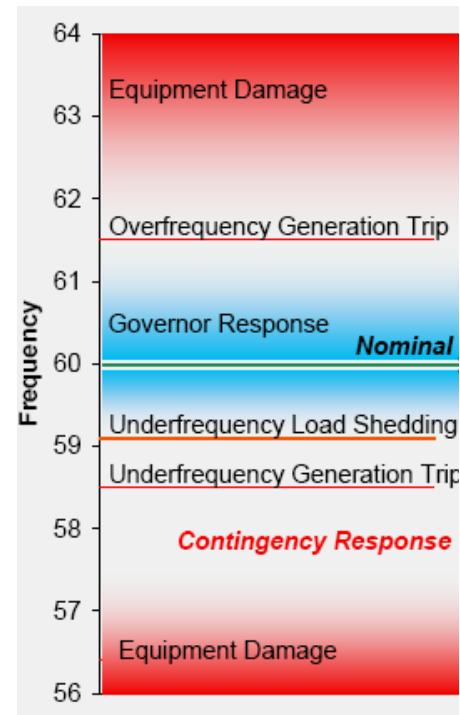 64
Equipment Damage
63
62
Overfrequency Generation Trip
61
Governor Response
Nominal
60
Frequency
Underfrequency Load Shedding
59
Underfrequency Generation Trip
58
Contingency Response
57
Equipment Damage
56